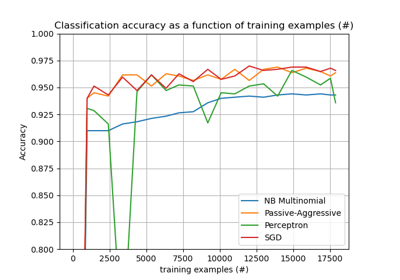 Classification accuracy as a function of training examples (#)
1.000
0.975
0.950
0.925
0.900
0.875
0.850
0.825
0.800
Accuracy
NB Multinomial
Passive-Aggressive
Perceptron
SGD
0 2500 5000 7500 10000 12500 15000 17500
training examples (#)